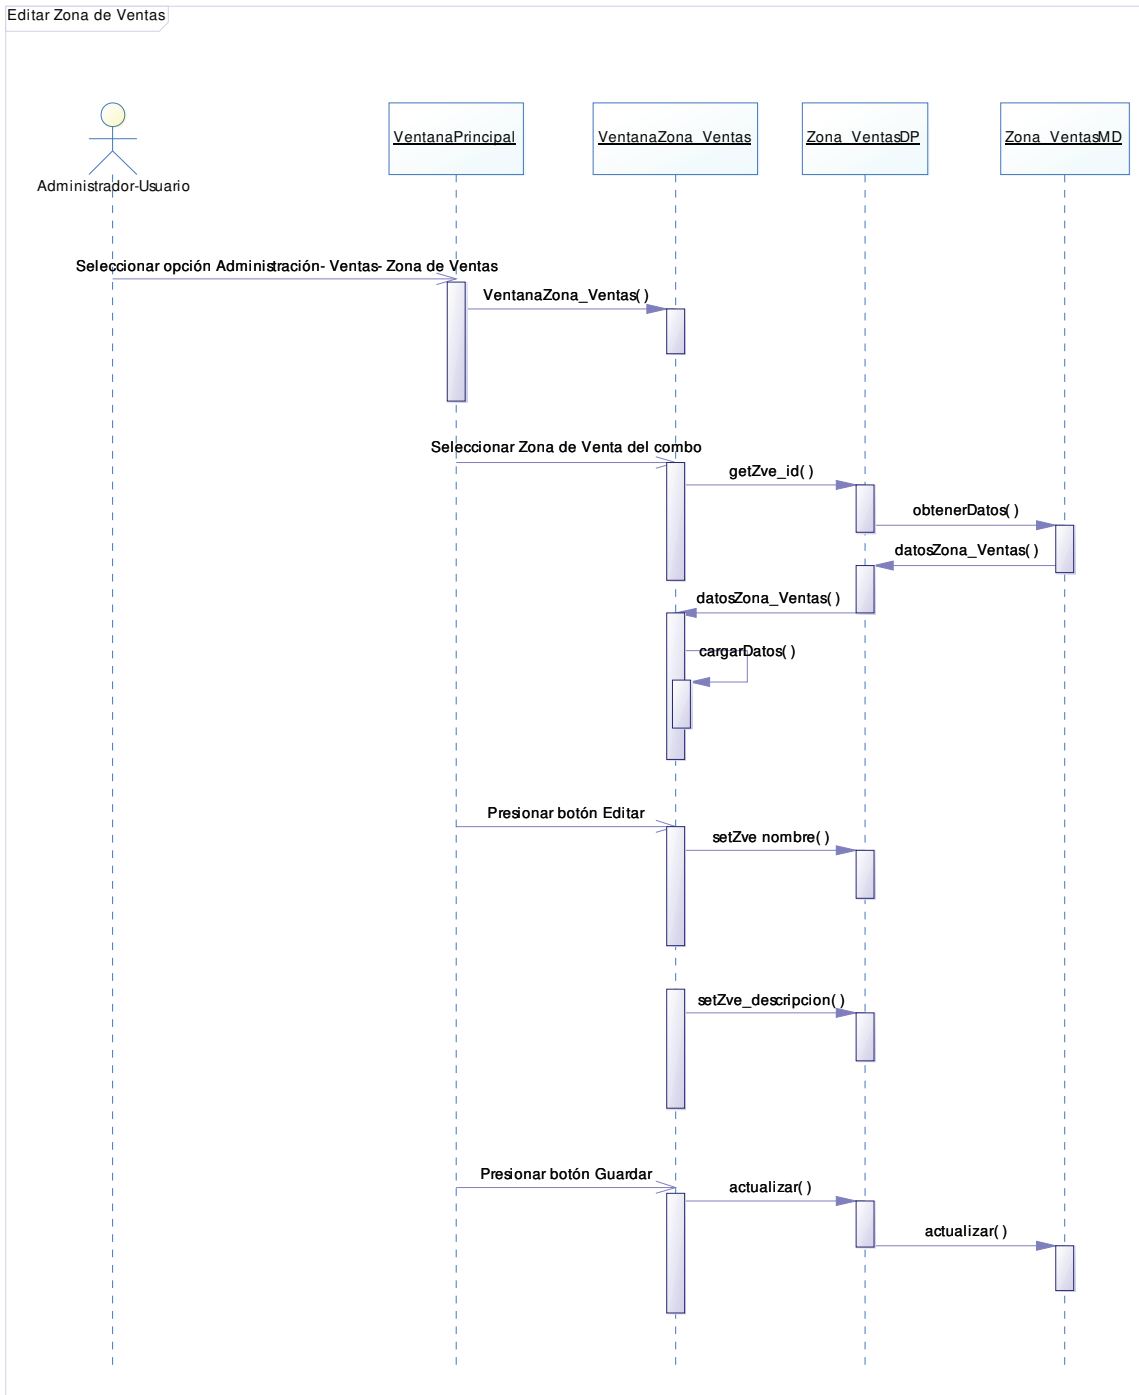 Editar Zona de Ventas
VentanaPrincipal
VentanaZona_Ventas
Zona_VentasDP
Zona_VentasMD
Administrador-Usuario
Seleccionar opción Administración- Ventas- Zona de Ventas
VentanaZona_Ventas( )
Seleccionar Zona de Venta del combo
getZve_id( )
obtenerDatos( )
datosZona_Ventas( )
datosZona_Ventas( )
cargarDatos( )
Presionar botón Editar
setZve nombre( )
setZve_descripcion( )
Presionar botón Guardar
actualizar( )
actualizar( )